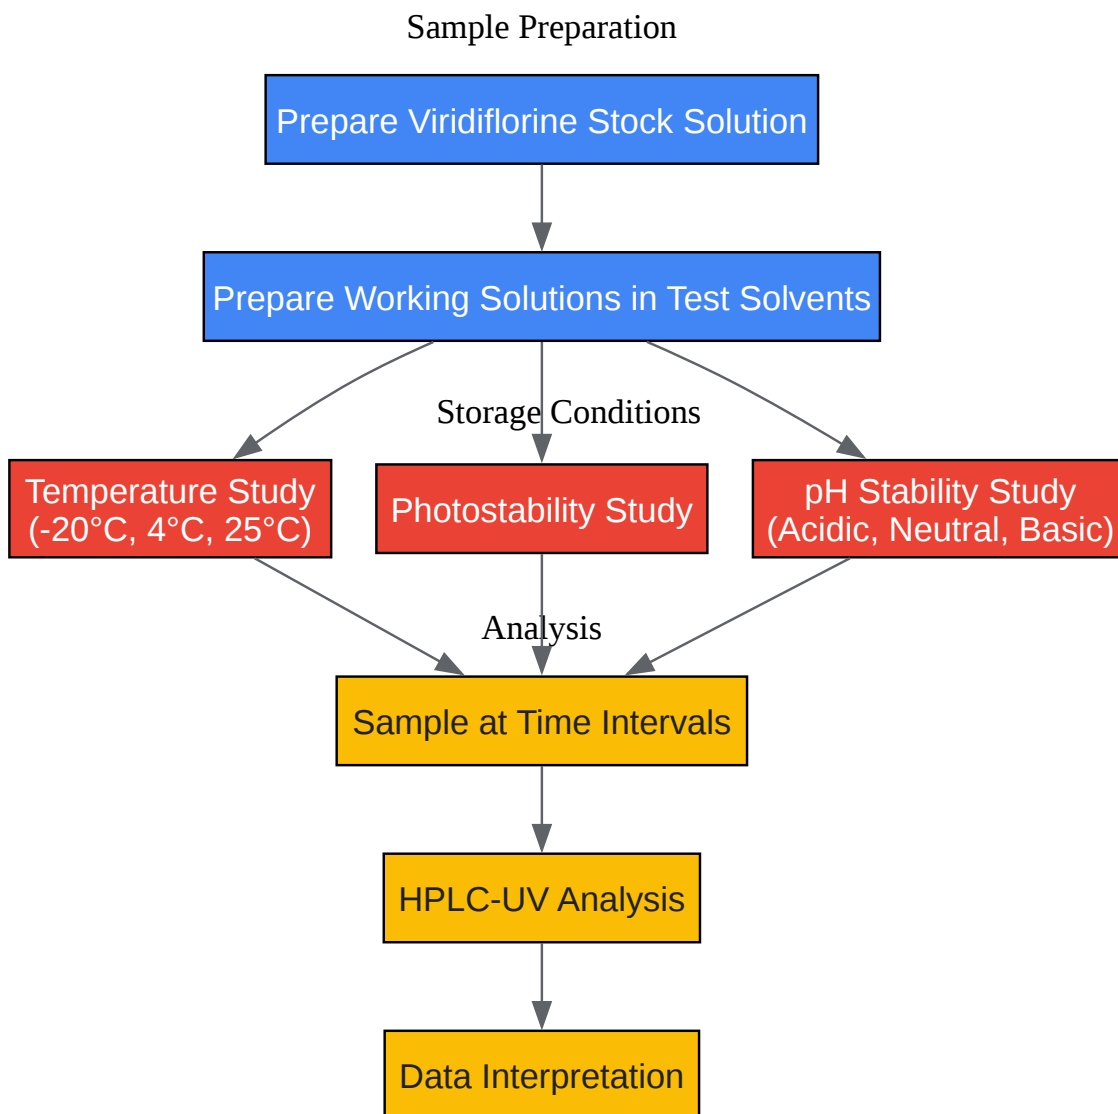 Sample Preparation
Prepare Viridiflorine Stock Solution
Prepare Working Solutions in Test Solvents
Storage Conditions
Temperature Study
(-20°C, 4°C, 25°C)
Photostability Study
pH Stability Study
(Acidic, Neutral, Basic)
Analysis
Sample at Time Intervals
HPLC-UV Analysis
Data Interpretation